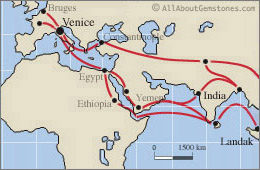 © AllAboutGemstones.com
Bruges
Venice
Constantinople
Egypt
Ethiopia
Yemen
India
Landak
0 1500 km